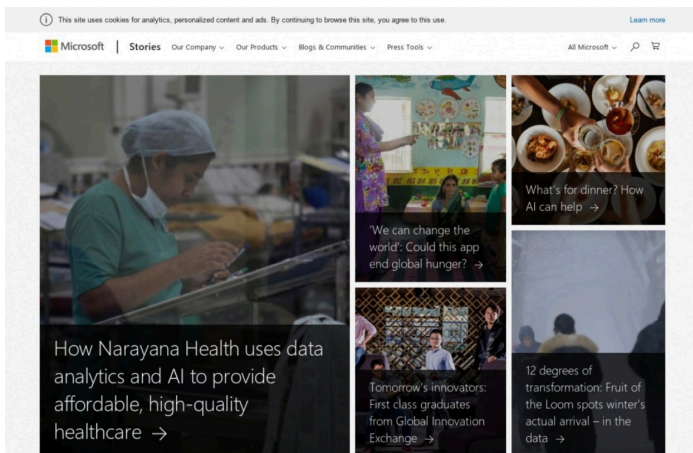 This site uses cookies for analytics, personalized content and ads. By continuing to browse this site, you agree to this use.
Learn more
Microsoft
Stories
Our Company
Our Products
Blogs & Communities
Press Tools
All Microsoft
How Narayana Health uses data
analytics and AI to provide
affordable, high-quality
healthcare →
'We can change the
world': Could this app
end global hunger? →
What's for dinner? How
AI can help →
Tomorrow's innovators:
First class graduates
from Global Innovation
Exchange →
12 degrees of
transformation: Fruit of
the Loom spots winter's
actual arrival – in the
data →